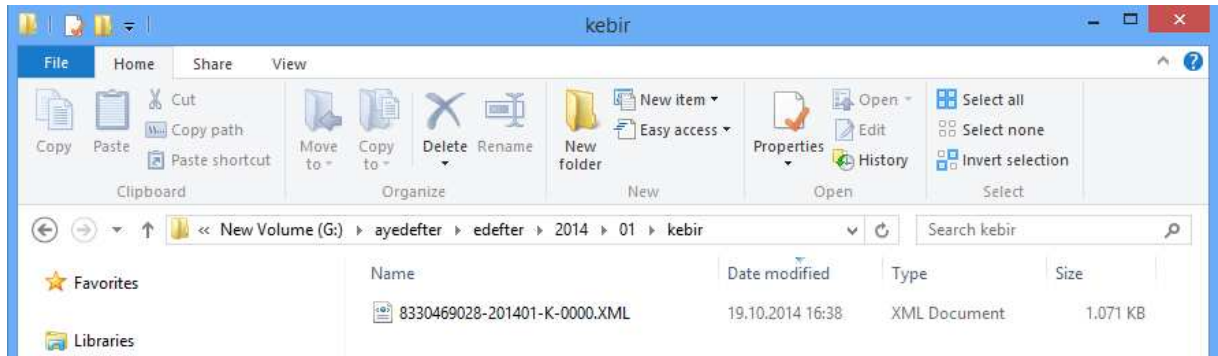 kebir
File Home Share View
Copy
Paste
Cut
Copy path
Paste shortcut
Clipboard
Move to
Copy to
Delete
Rename
Organize
New folder
New item
Easy access
New
Properties
Open
Edit
History
Open
Select all
Select none
Invert selection
Select
« New Volume (G:) ayedefter edefter 2014 01 kebir
Search kebir
Favorites
Libraries
Name Date modified Type Size
8330469028-201401-K-0000.XML 19.10.2014 16:38 XML Document 1.071 KB